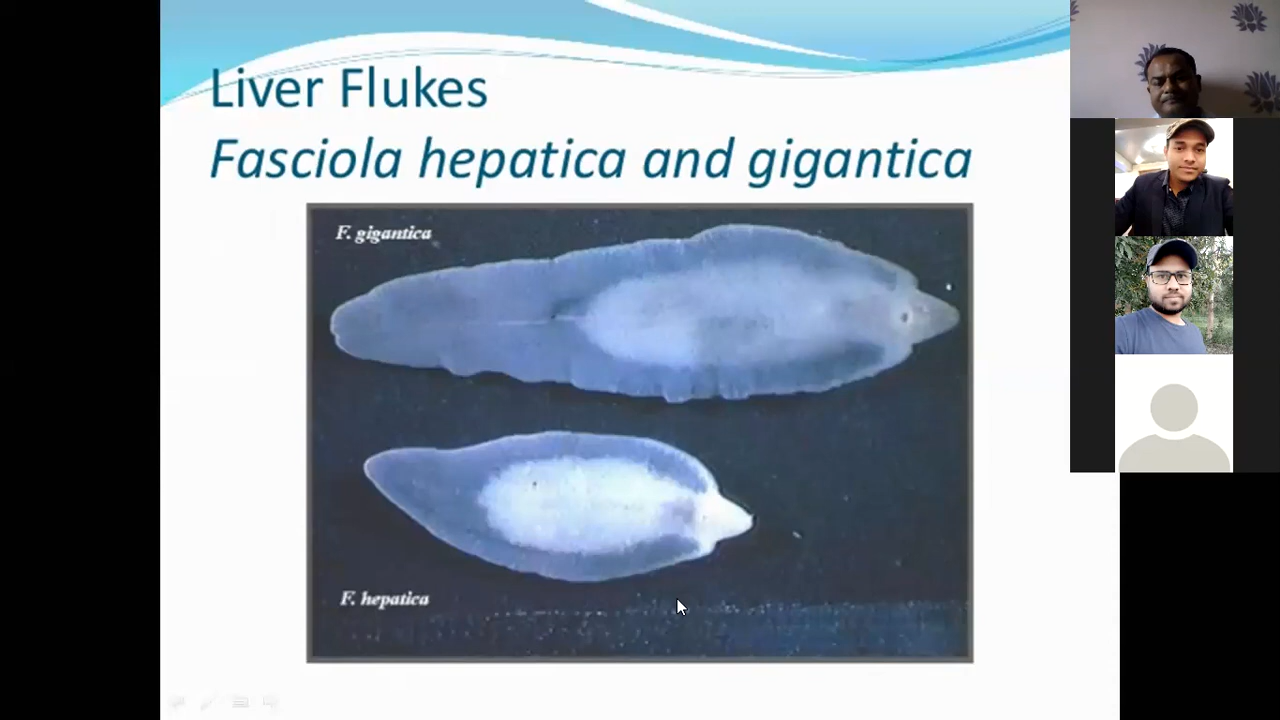 Liver Flukes
Fasciola hepatica and gigantica
F. gigantica
F. hepatica